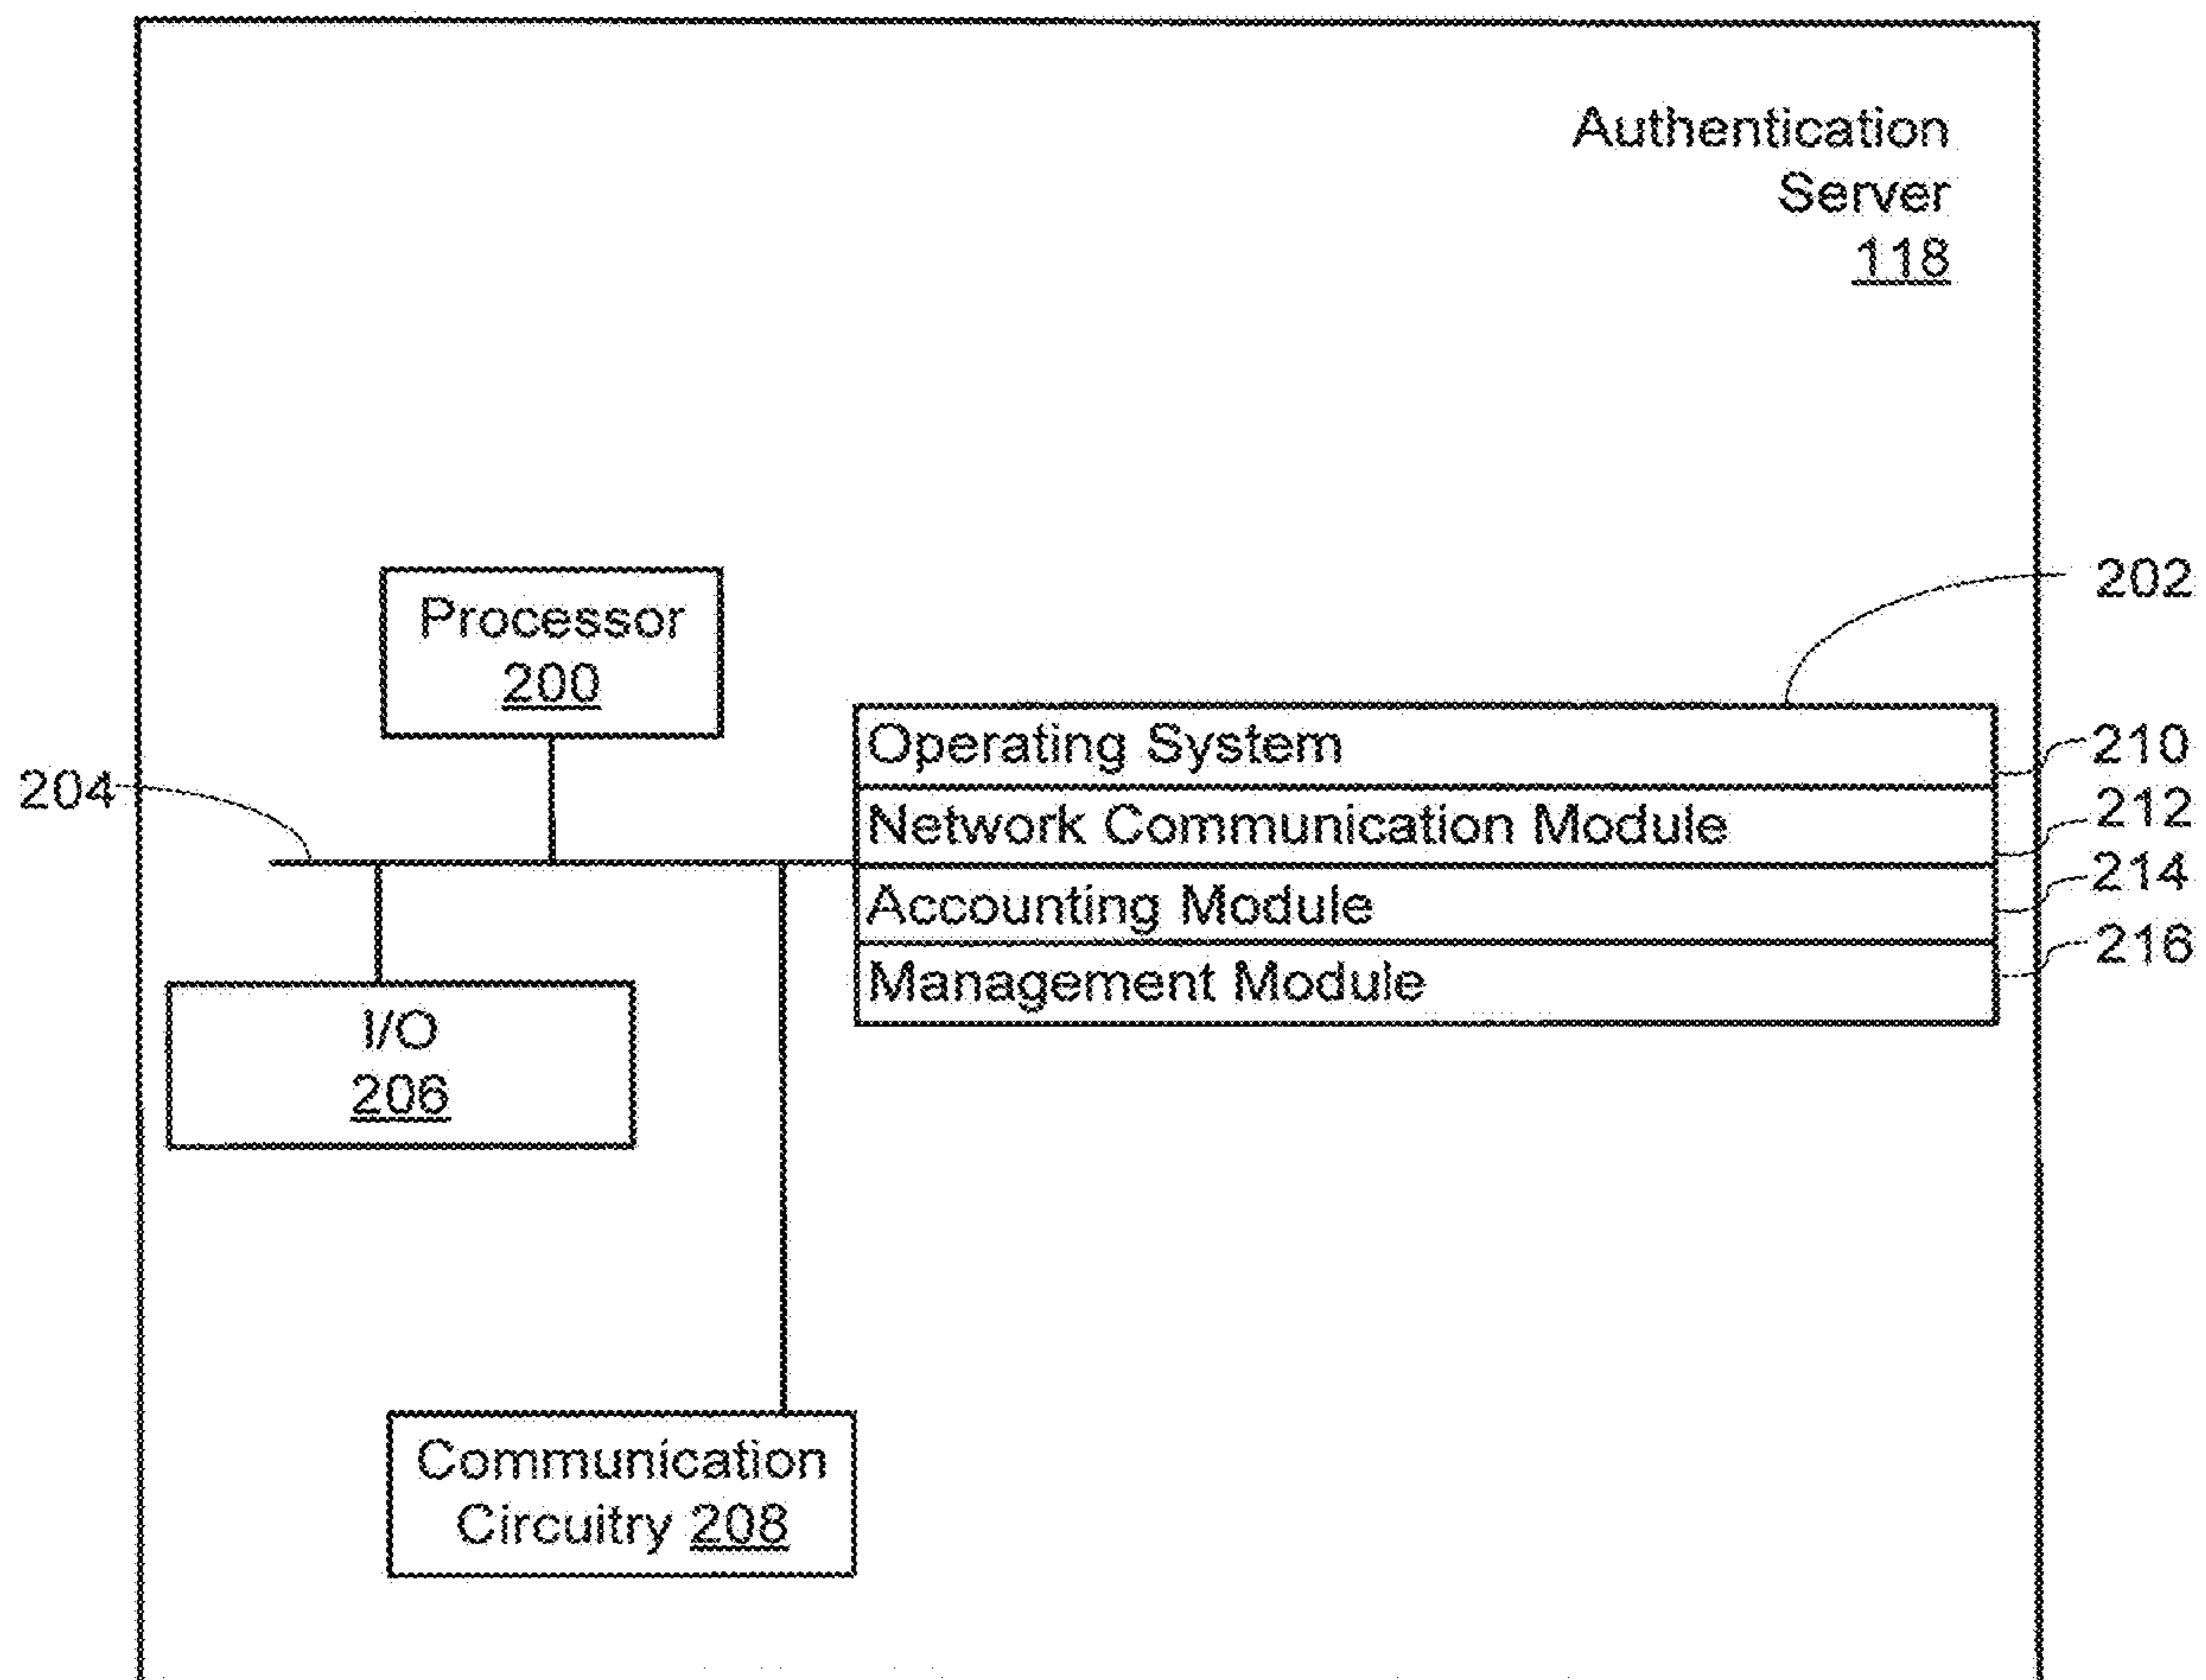 Authentication
Server
118
Processor
200
202
Operating System
210
204
Network Communication Module
212
Accounting Module
214
Management Module
216
I/O
206
Communication
Circuitry 208